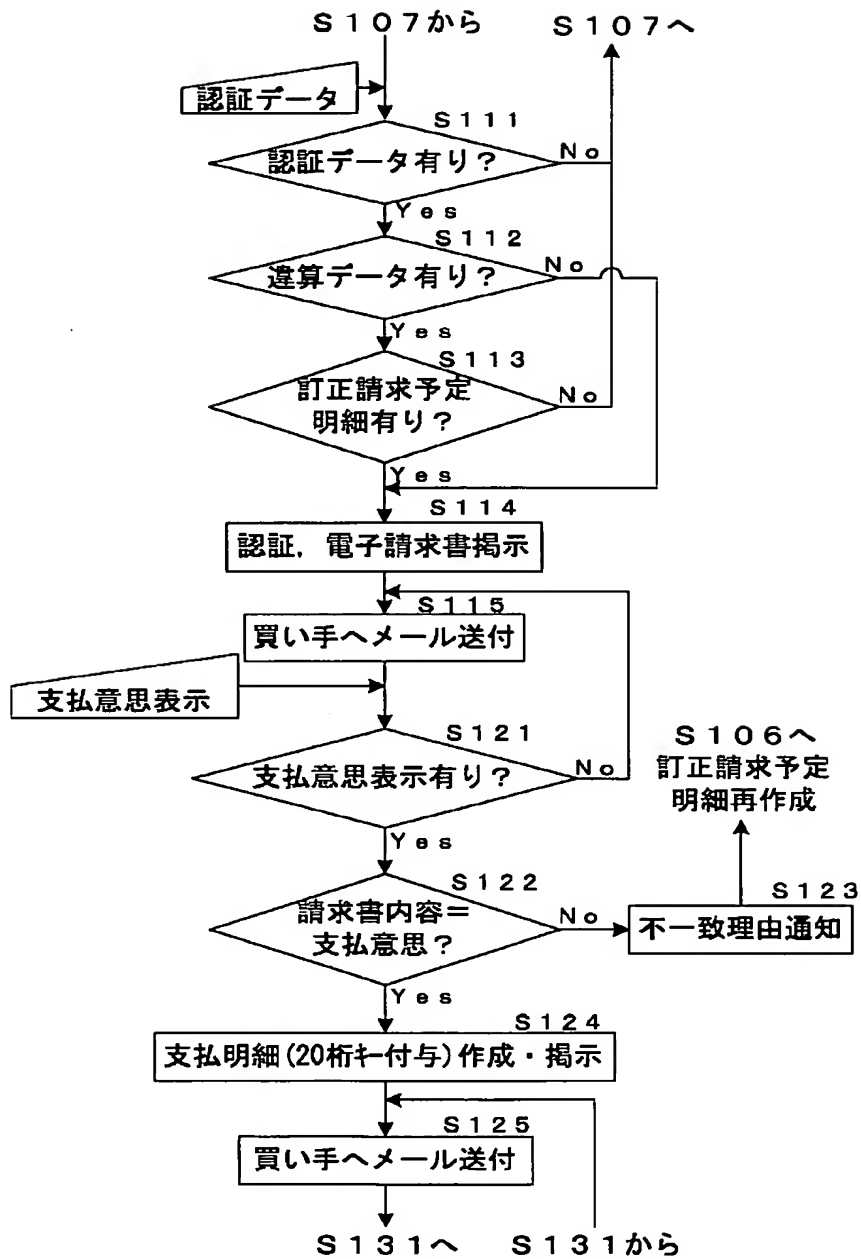 S107から
S107へ
認証データ
S111
認証データ有り?
No
Yes
S112
違算データ有り?
No
Yes
S113
訂正請求予定
明細有り?
No
Yes
S114
認証,電子請求書掲示
S115
買い手へメール送付
支払意思表示
S121
支払意思表示有り?
No
S106へ
訂正請求予定
明細再作成
Yes
S122
請求書内容=
支払意思?
No
S123
不一致理由通知
Yes
S124
支払明細(20桁キー付与)作成・掲示
S125
買い手へメール送付
S131へ
S131から